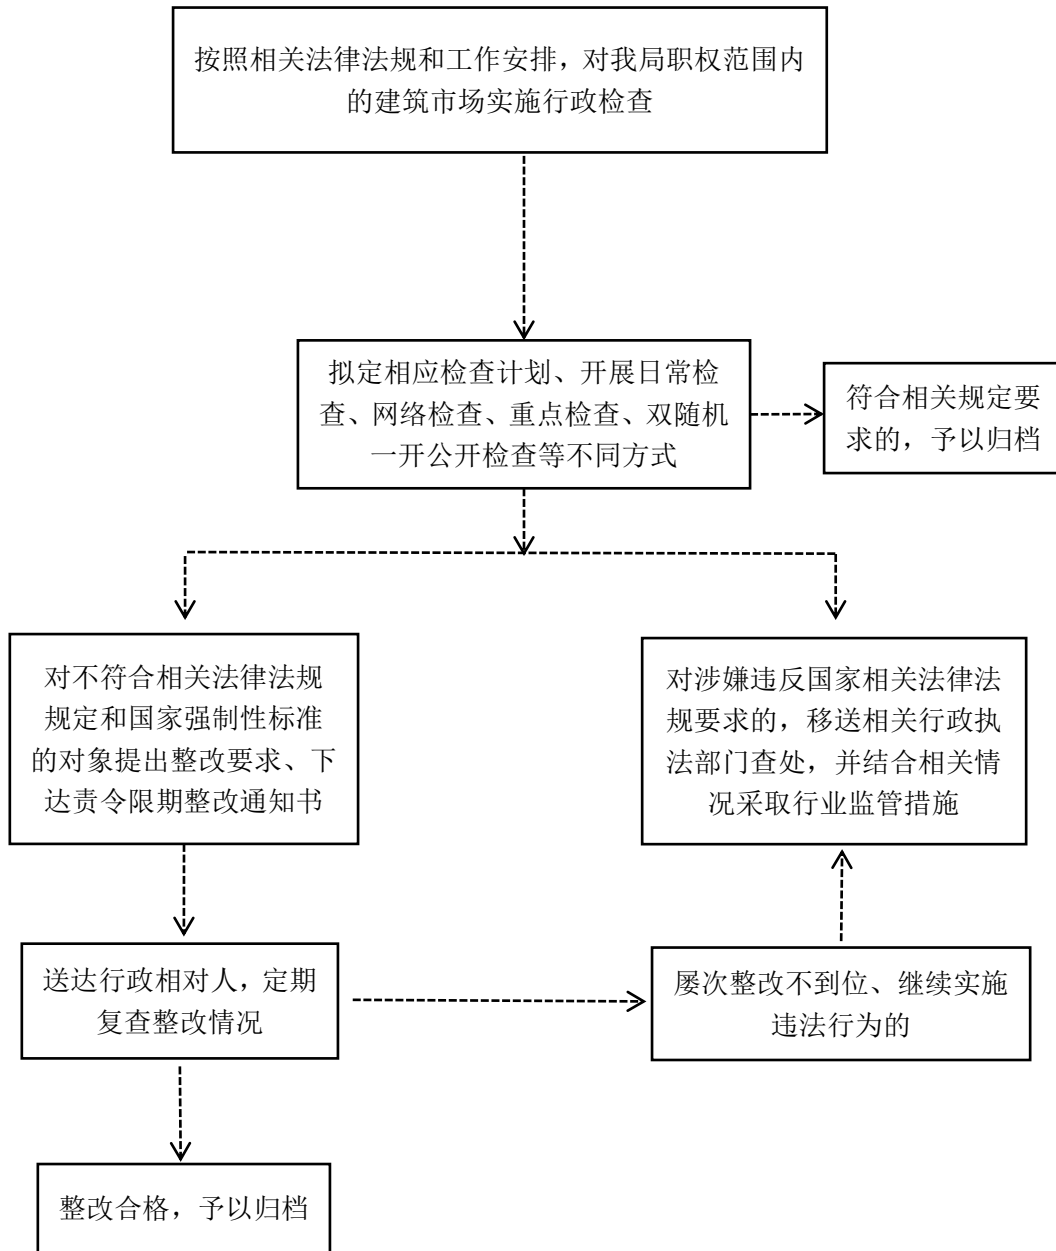 按照相关法律法规和工作安排，对我局职权范围内
的建筑市场实施行政检查
拟定相应检查计划、开展日常检
查、网络检查、重点检查、双随机
一开公开检查等不同方式
符合相关规定要
求的，予以归档
对不符合相关法律法规
规定和国家强制性标准
的对象提出整改要求、下
达责令限期整改通知书
对涉嫌违反国家相关法律法
规要求的，移送相关行政执
法部门查处，并结合相关情
况采取行业监管措施
送达行政相对人，定期
复查整改情况
屡次整改不到位、继续实施
违法行为的
整改合格，予以归档